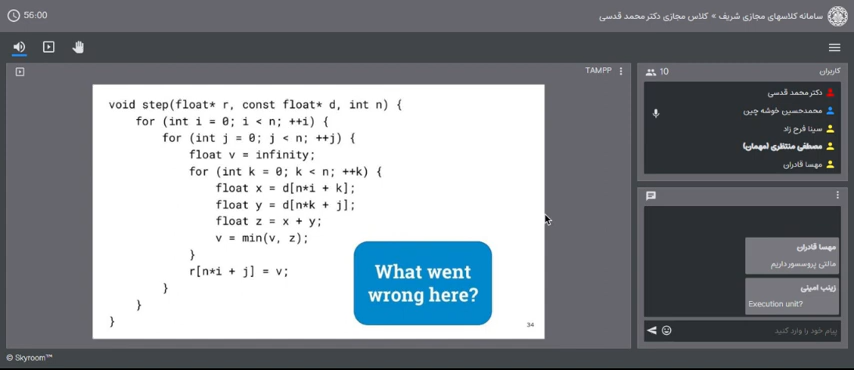 56:00
سامانه کلاسهای مجازی شریف > کلاس مجازی دکتر محمد قدسی
TAMPP
void step(float* r, const float* d, int n) {
for (int i = 0; i < n; ++i) {
for (int j = 0; j < n; ++j) {
float v = infinity;
for (int k = 0; k < n; ++k) {
float x = d[n*i + k];
float y = d[n*k + j];
float z = x + y;
v = min(v, z);
}
r[n*i + j] = v;
}
}
}
What went
wrong here?
34
کاربران
10
دکتر محمد قدسی
محمدحسین خوشه چین
سینا فرح زاد
مصطفی منتظری (مهمان)
مهسا قادران
مهسا قادران
مالتی پروسسور داریم
زینب امینی
Execution unit?
پیام خود را وارد کنید
© Skyroom™